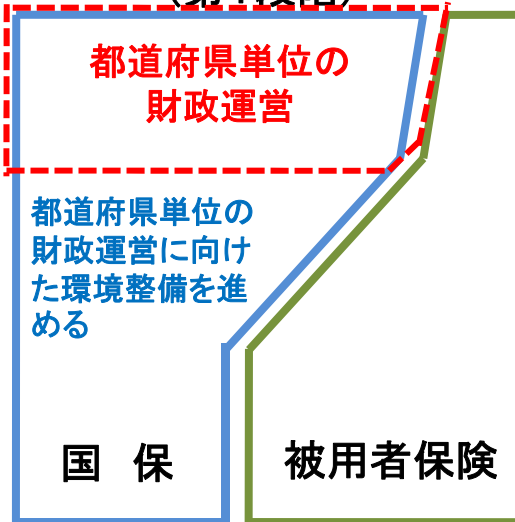 都道府県単位の
財政運営
都道府県単位の
財政運営に向け
た環境整備を進
める
国 保
被用者保険